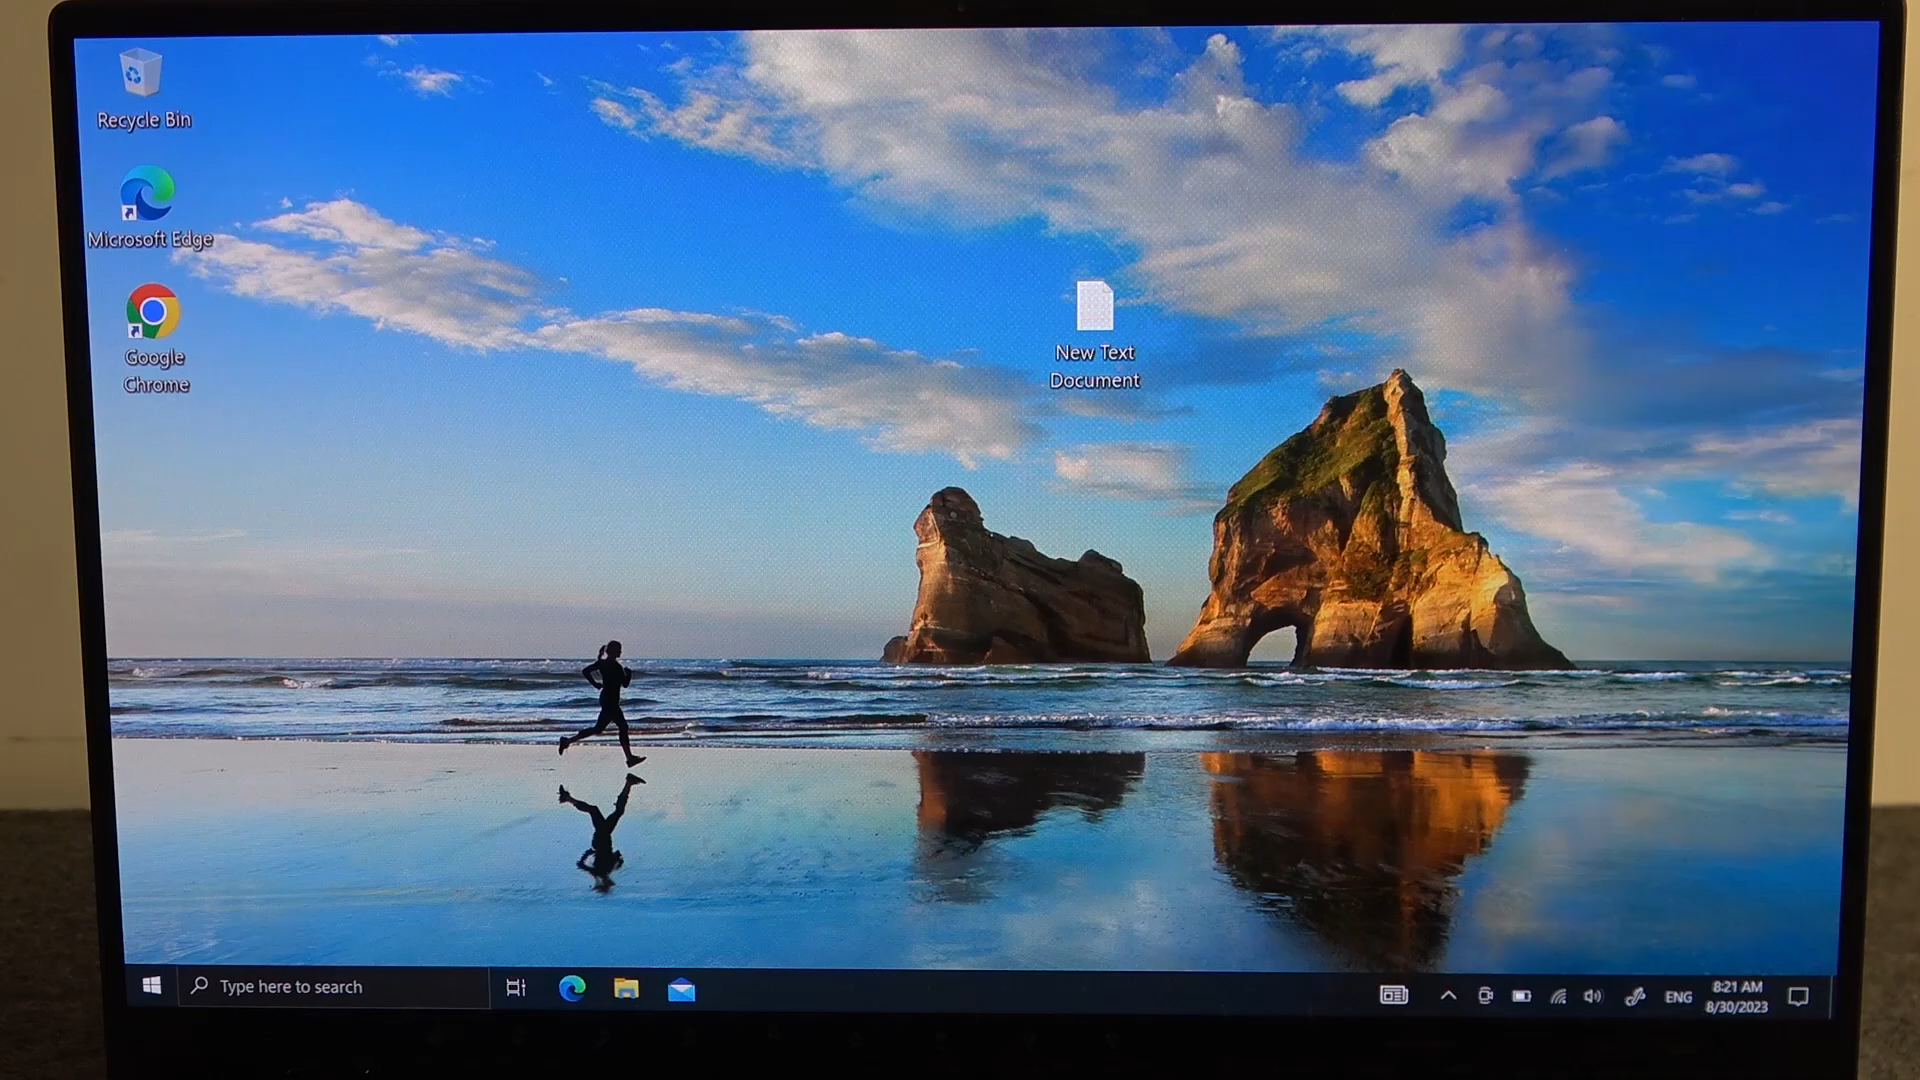 Recycle Bin
Microsoft Edge
Google
Chrome
New Text
Document
Type here to search
ENG
8:21 AM
8/30/2023